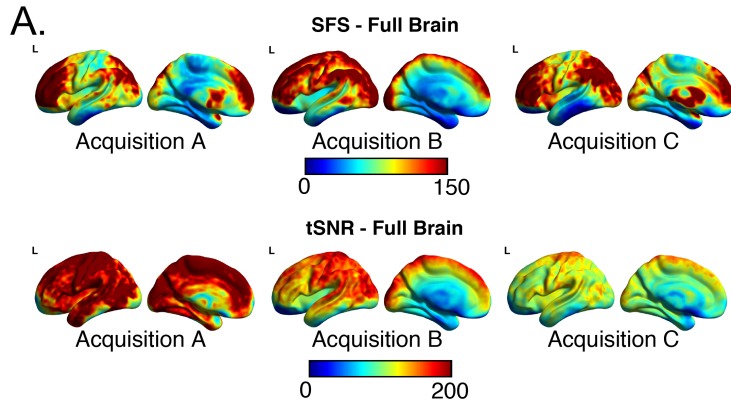 A.
SFS - Full Brain
L L L
Acquisition A Acquisition B Acquisition C
0 150
tSNR - Full Brain
L L L
Acquisition A Acquisition B Acquisition C
0 200